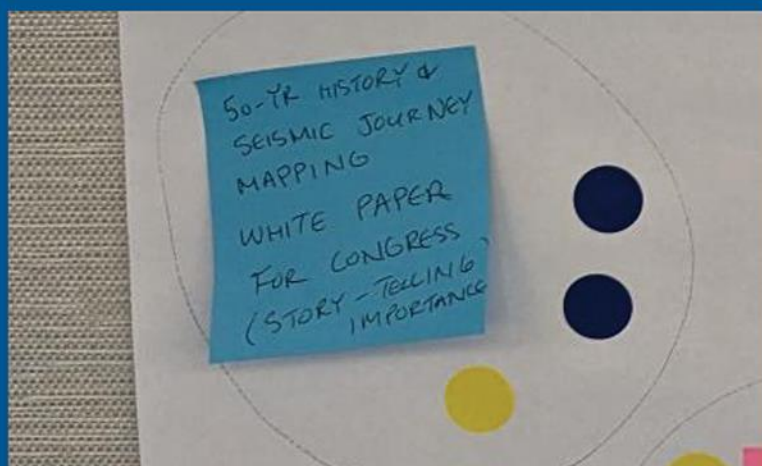 50-YR HISTORY &
SEISMIC JOURNEY
MAPPING
WHITE PAPER
FOR CONGRESS
(STORY-TELLING,
IMPORTANCE